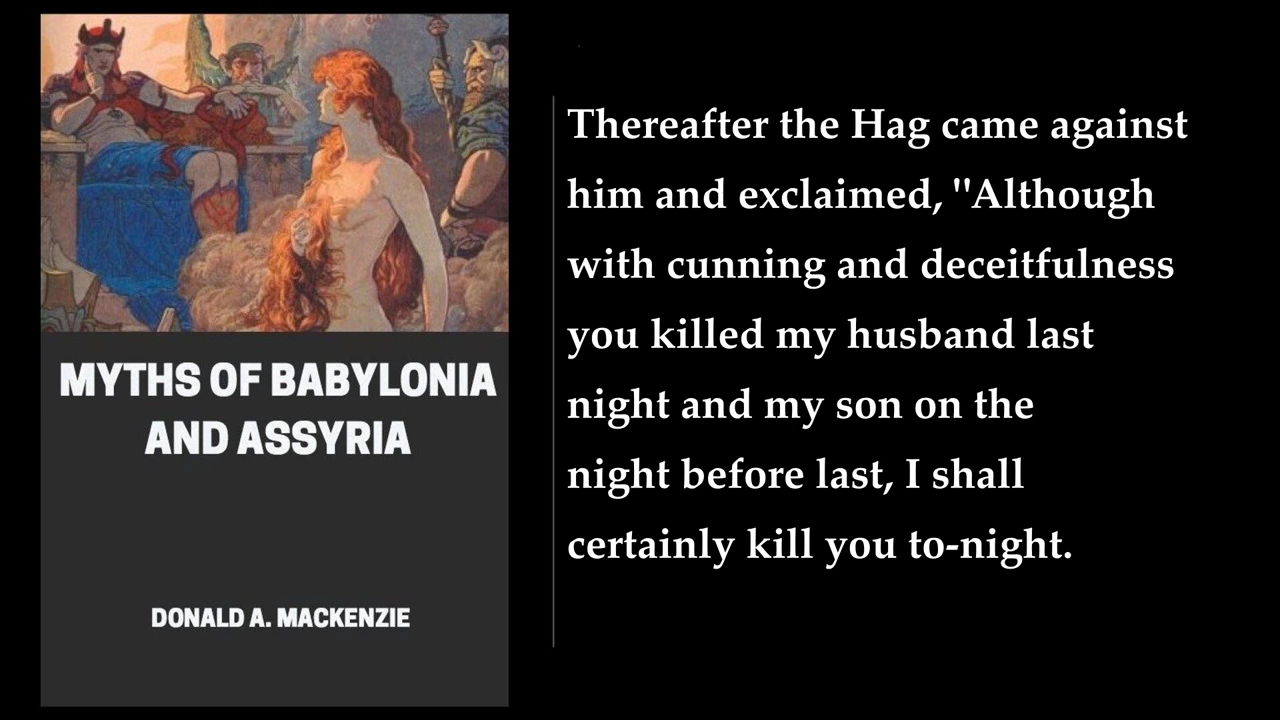 MYTHS OF BABYLONIA
AND ASSYRIA
DONALD A. MACKENZIE
Thereafter the Hag came against
him and exclaimed, "Although
with cunning and deceitfulness
you killed my husband last
night and my son on the
night before last, I shall
certainly kill you to-night.